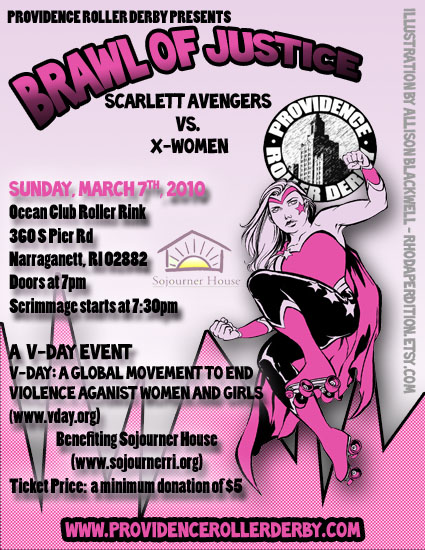 PROVIDENCE ROLLER DERBY PRESENTS
BRAWL OF JUSTICE
SCARLETT AVENGERS
VS.
X-WOMEN
PROVIDENCE
ROLLER DERBY
SUNDAY, MARCH 7TH, 2010
Ocean Club Roller Rink
360 S Pier Rd
Narraganett, RI 02882
Doors at 7pm
Scrimmage starts at 7:30pm
Sojourner House
A V-DAY EVENT
V-DAY: A GLOBAL MOVEMENT TO END
VIOLENCE AGANIST WOMEN AND GIRLS
(www.vday.org)
Benefiting Sojourner House
(www.sojournerri.org)
Ticket Price: a minimum donation of $5
WWW.PROVIDENCEROLLERDERBY.COM
ILLUSTRATION BY ALLISON BLACKWELL - RHODAPERDITION.ETSY.COM